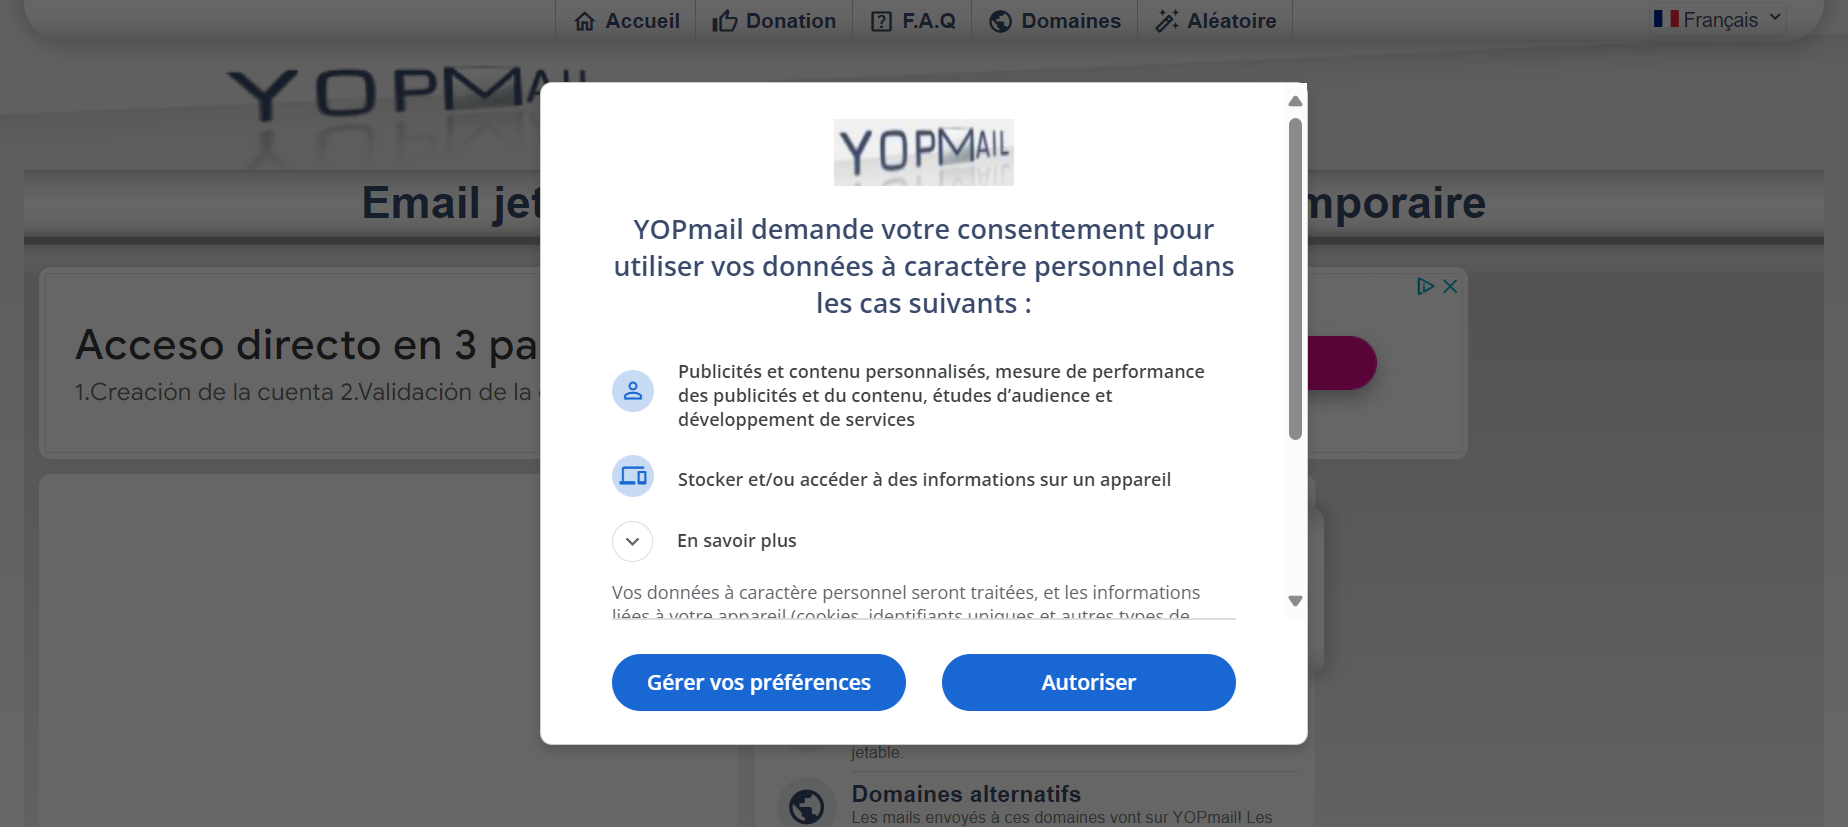 Accueil
Donation
F.A.Q
Domaines
Aléatoire
Français
YOPMAIL
Email
mporaire
Acceso directo en 3
1.Creación de la cuenta 2.Validación de la
YOPMAIL
YOPmail demande votre consentement pour
utiliser vos données à caractère personnel dans
les cas suivants :
Publicités et contenu personnalisés, mesure de performance
des publicités et du contenu, études d’audience et
développement de services
Stocker et/ou accéder à des informations sur un appareil
En savoir plus
Vos données à caractère personnel seront traitées, et les informations
liées à votre appareil (cookies, identifiants uniques et autres types de
Gérer vos préférences
Autoriser
jetable.
Domaines alternatifs
Les mails envoyés à ces domaines vont sur YOPmail! Les